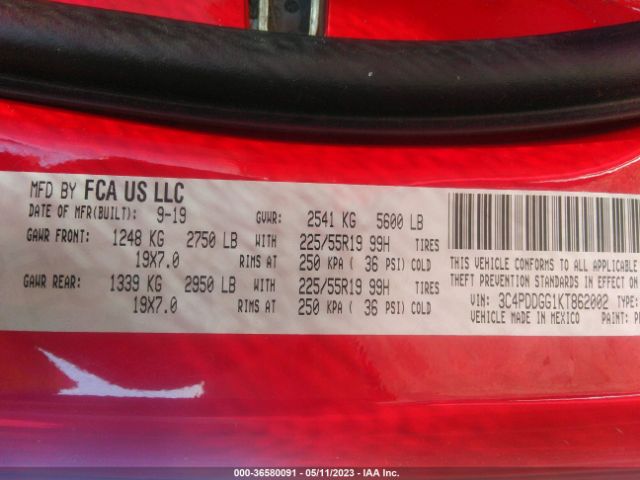 MFD BY FCA US LLC
DATE OF MFR(BUILT): 9-19 GVWR: 2541 KG 5600 LB
GAWR FRONT: 1248 KG 2750 LB WITH 225/55R19 99H TIRES
19X7.0 RIMS AT 250 KPA ( 36 PSI) COLD
GAWR REAR: 1339 KG 2950 LB WITH 225/55R19 99H TIRES
19X7.0 RIMS AT 250 KPA ( 36 PSI) COLD
THIS VEHICLE CONFORMS TO ALL APPLICABLE
THEFT PREVENTION STANDARDS IN EFFECT ON
VIN: 3C4PDDGG1KT862002 TYPE:
VEHICLE MADE IN MEXICO PAINT:
000-36580091 - 05/11/2023 - IAA Inc.